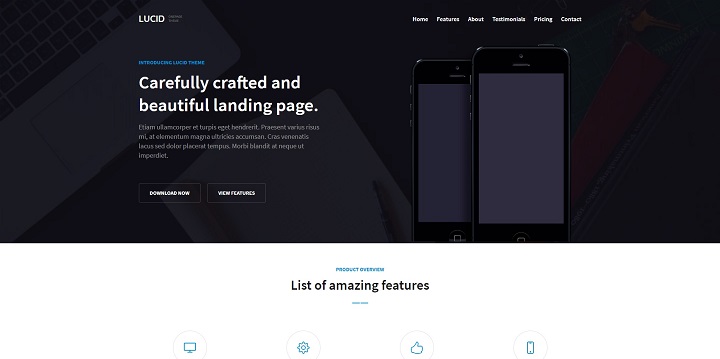 LUCID
Home Features About Testimonials Pricing Contact
INTRODUCING LUCID THEME
Carefully crafted and
beautiful landing page.
Etiam ullamcorper et turpis eget hendrerit. Praesent varius risus
mi, at elementum magna ultricies accumsan. Cras venenatis
lacus sed dolor placerat tempus. Morbi blandit at neque ut
imperdiet.
DOWNLOAD NOW VIEW FEATURES
PRODUCT OVERVIEW
List of amazing features